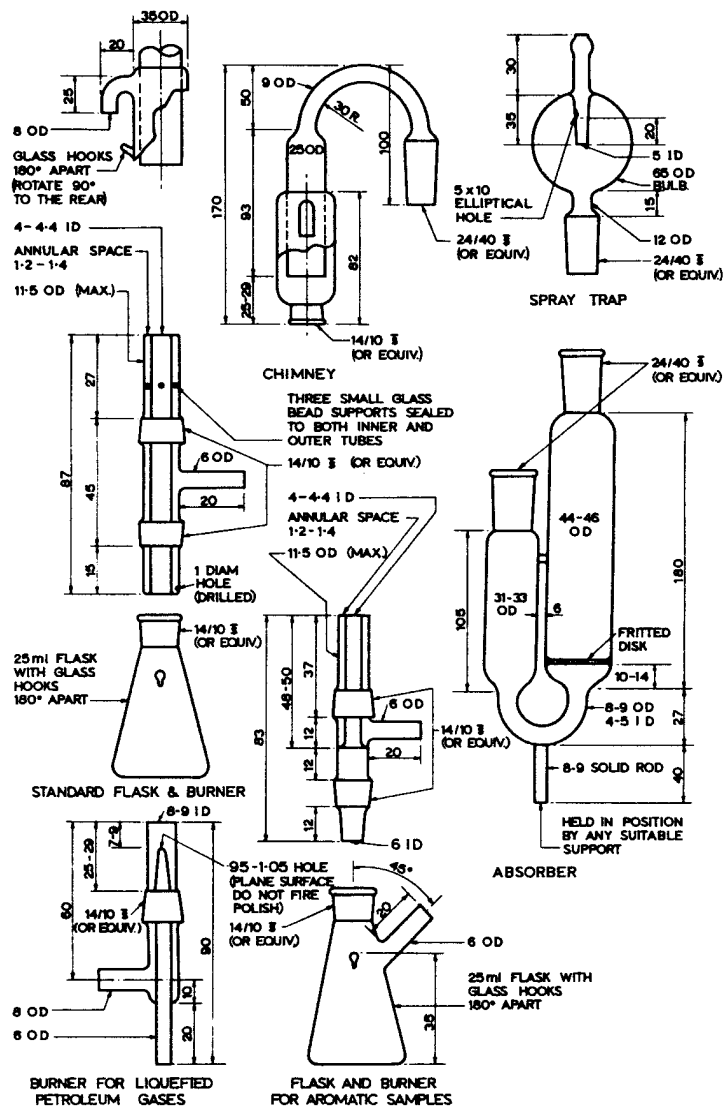 35OD
20
25
8 OD
GLASS HOOKS
180° APART
(ROTATE 90°
TO THE REAR)
50
9 OD
30 R.
100
25OD
170
93
82
25-29
24/40 ⌶
(OR EQUIV.)
14/10 ⌶
(OR EQUIV.)
CHIMNEY
30
35
20
5 ID
65 OD
BULB.
5 x 10
ELLIPTICAL
HOLE
15
12 OD
24/40 ⌶
(OR EQUIV.)
SPRAY TRAP
4-4·4 ID
ANNULAR SPACE
1·2-1·4
11·5 OD (MAX.)
27
87
45
15
THREE SMALL GLASS
BEAD SUPPORTS SEALED
TO BOTH INNER AND
OUTER TUBES
14/10 ⌶ (OR EQUIV.)
6 OD
20
1 DIAM
HOLE
(DRILLED)
14/10 ⌶
(OR EQUIV.)
25ml FLASK
WITH GLASS
HOOKS
180° APART
STANDARD FLASK & BURNER
4-4·4 ID
ANNULAR SPACE
1·2-1·4
11·5 OD (MAX.)
37
48-50
83
12
12
12
6 OD
14/10 ⌶
(OR EQUIV.)
20
6 ID
24/40 ⌶
(OR EQUIV.)
44-46
OD
31-33
OD
6
105
180
FRITTED
DISK
10-14
8-9 OD
4-5 ID
27
8-9 SOLID ROD
40
HELD IN POSITION
BY ANY SUITABLE
SUPPORT
ABSORBER
8-9 ID
7-9
25-29
60
90
·95-1·05 HOLE
(PLANE SURFACE
DO NOT FIRE
POLISH)
14/10 ⌶
(OR EQUIV.)
10
20
8 OD
6 OD
BURNER FOR LIQUEFIED
PETROLEUM GASES
45°
20
14/10 ⌶
(OR EQUIV.)
6 OD
35
25ml FLASK WITH
GLASS HOOKS
180° APART
FLASK AND BURNER
FOR AROMATIC SAMPLES